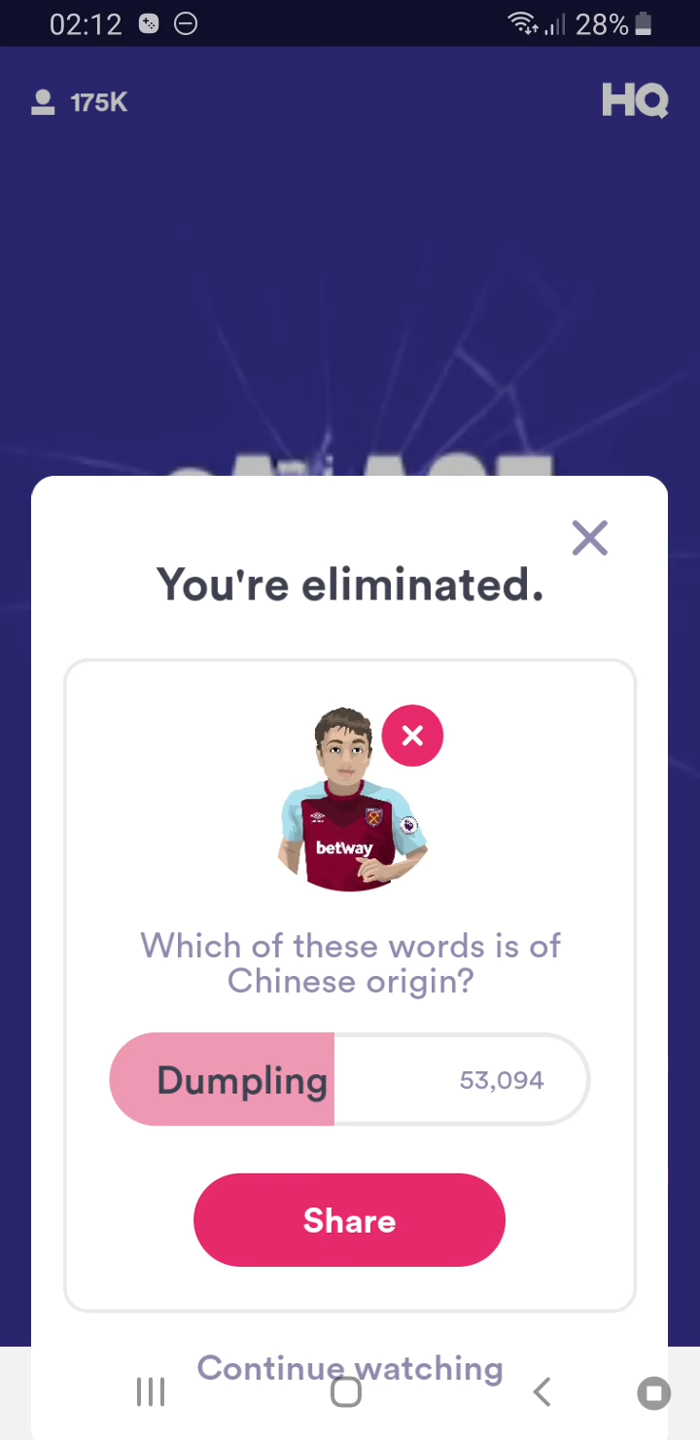 02:12
28%
175K
HQ
You're eliminated.
betway
Which of these words is of
Chinese origin?
Dumpling
53,094
Share
Continue watching